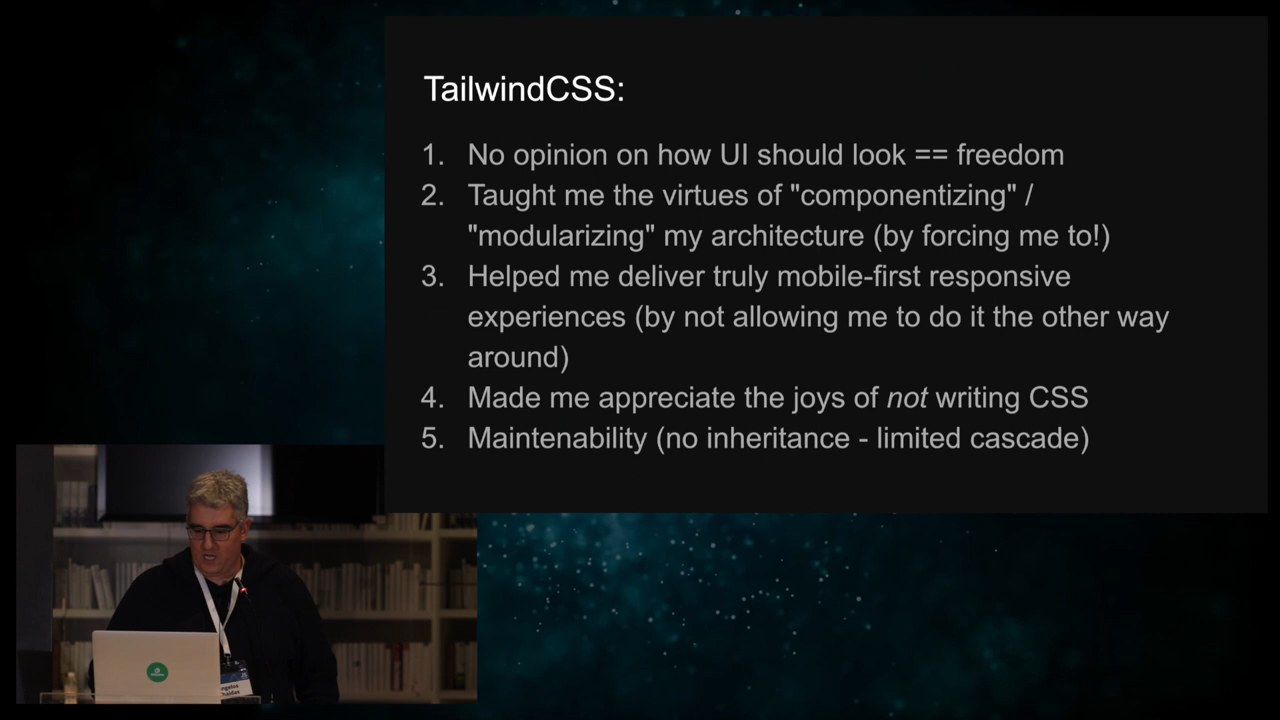 TailwindCSS:
1. No opinion on how UI should look == freedom
2. Taught me the virtues of "componentizing" /
"modularizing" my architecture (by forcing me to!)
3. Helped me deliver truly mobile-first responsive
experiences (by not allowing me to do it the other way
around)
4. Made me appreciate the joys of not writing CSS
5. Maintenability (no inheritance - limited cascade)